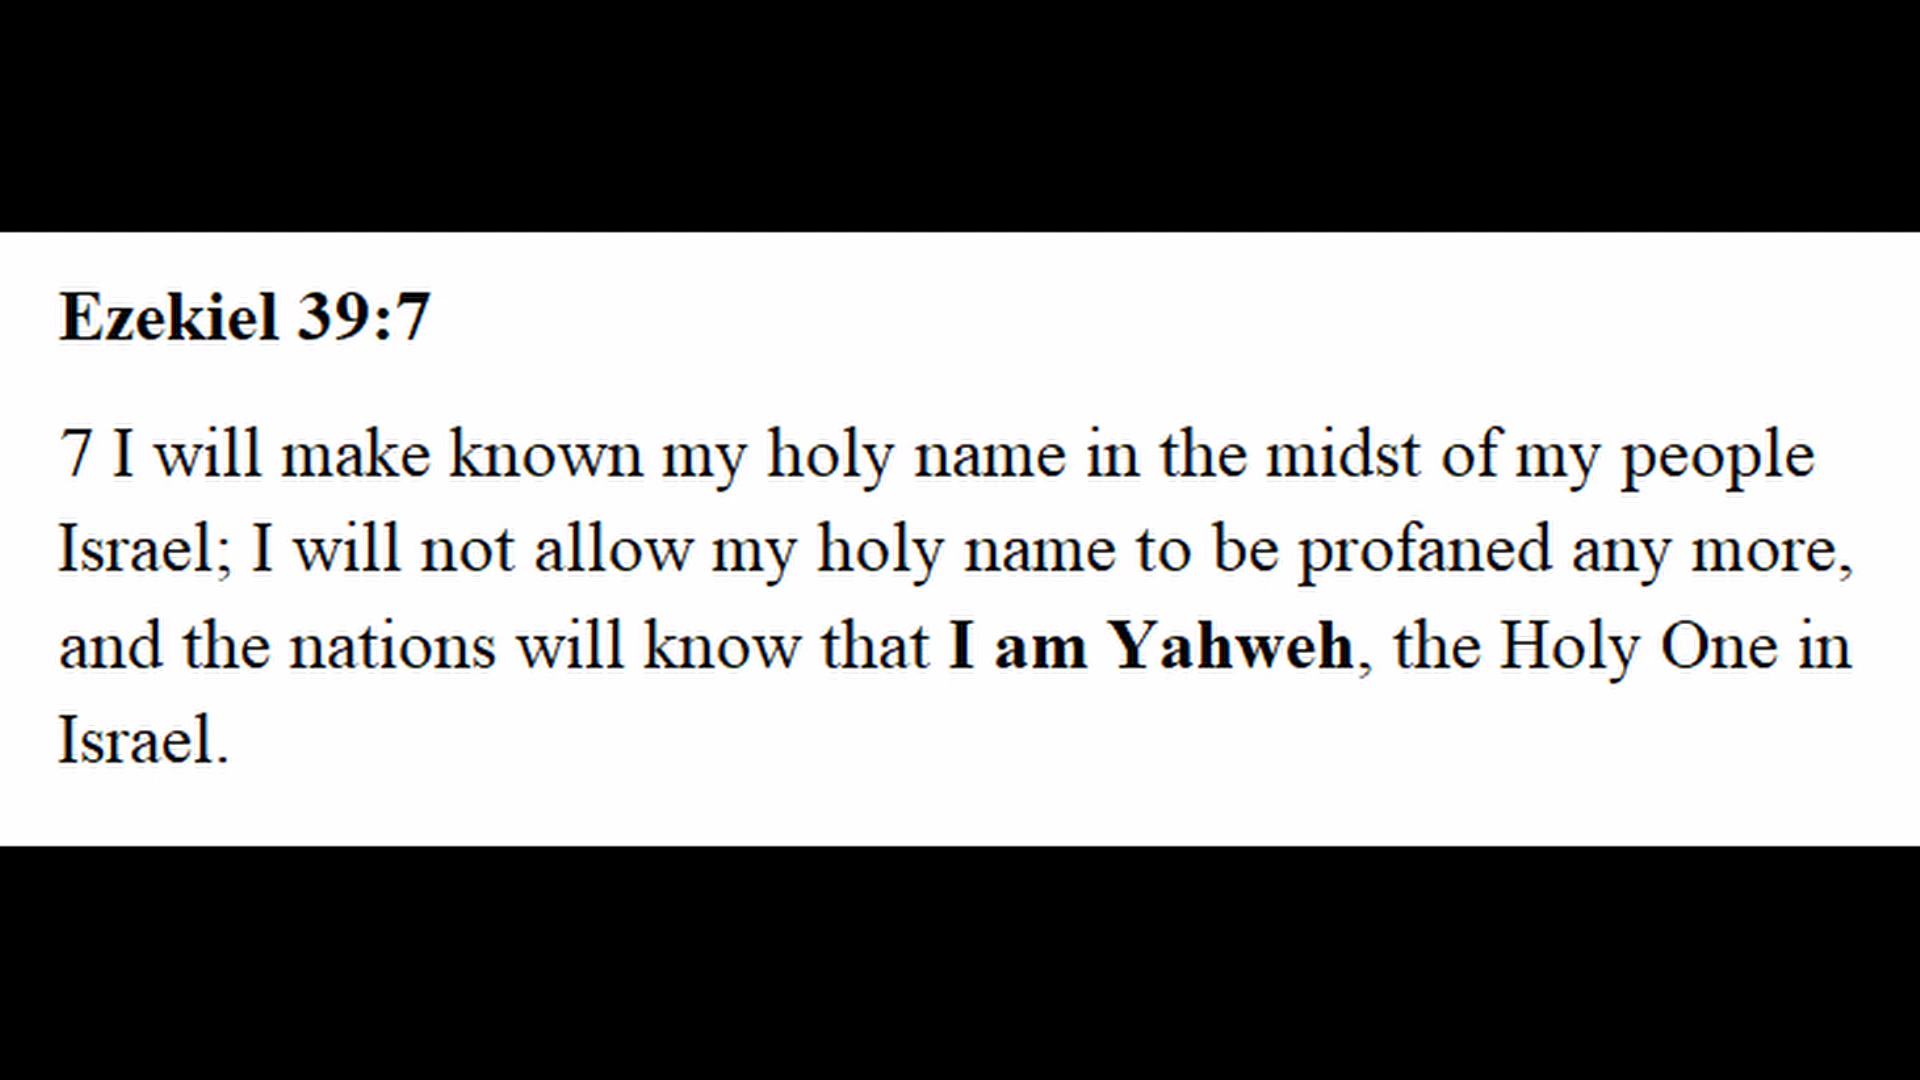 Ezekiel 39:7
7 I will make known my holy name in the midst of my people
Israel; I will not allow my holy name to be profaned any more,
and the nations will know that I am Yahweh, the Holy One in
Israel.